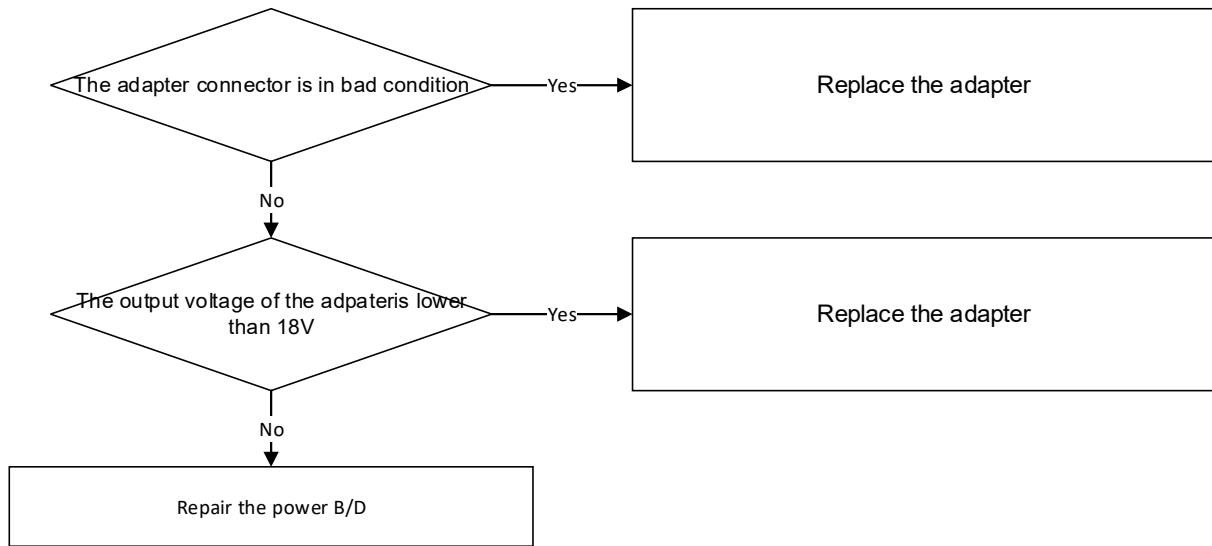 The adapter connector is in bad condition
Yes
Replace the adapter
No
The output voltage of the adpateris lower
than 18V
Yes
Replace the adapter
No
Repair the power B/D